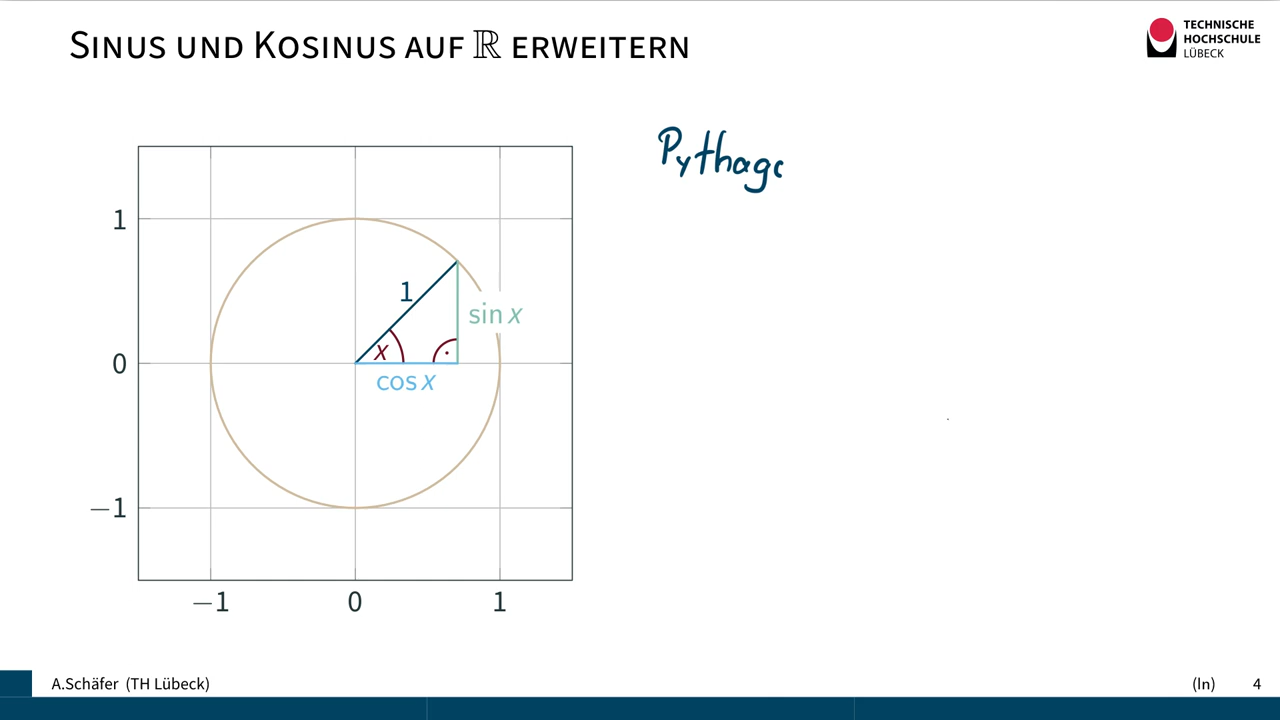 SINUS UND KOSINUS AUF ℝ ERWEITERN
TECHNISCHE
HOCHSCHULE
LÜBECK
Pythago
1
0
−1
−1
0
1
1
sin x
x
cos x
A.Schäfer (TH Lübeck)
(In)
4